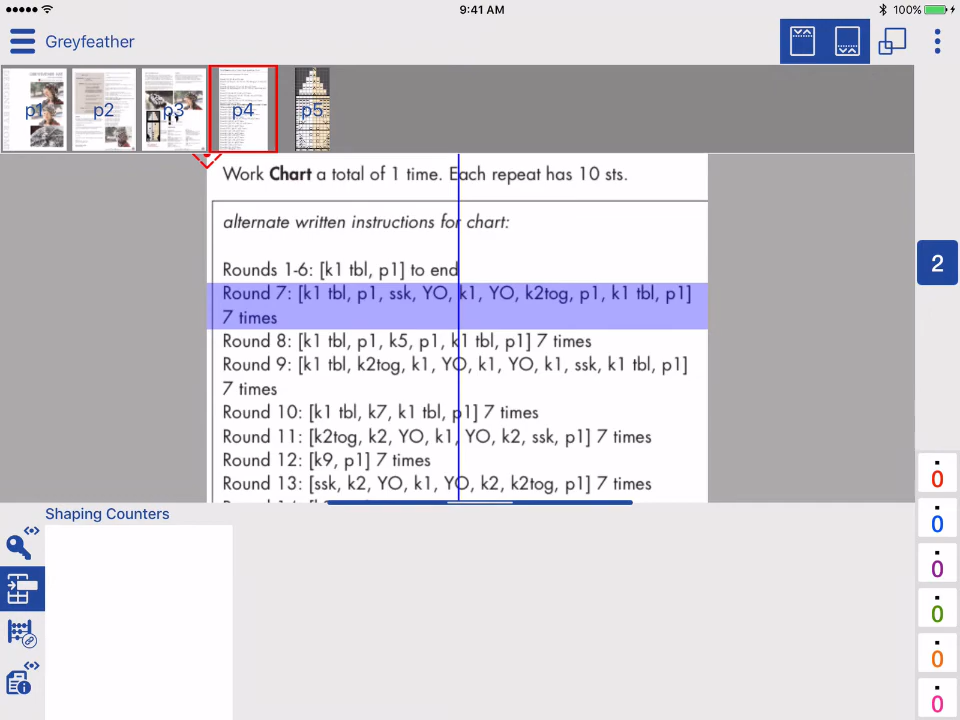 9:41 AM
100%
Greyfeather
p1
p2
p3
p4
p5
Work Chart a total of 1 time. Each repeat has 10 sts.
alternate written instructions for chart:
Rounds 1-6: [k1 tbl, p1] to end
Round 7: [k1 tbl, p1, ssk, YO, k1, YO, k2tog, p1, k1 tbl, p1]
7 times
Round 8: [k1 tbl, p1, k5, p1, k1 tbl, p1] 7 times
Round 9: [k1 tbl, k2tog, k1, YO, k1, YO, k1, ssk, k1 tbl, p1]
7 times
Round 10: [k1 tbl, k7, k1 tbl, p1] 7 times
Round 11: [k2tog, k2, YO, k1, YO, k2, ssk, p1] 7 times
Round 12: [k9, p1] 7 times
Round 13: [ssk, k2, YO, k1, YO, k2, k2tog, p1] 7 times
2
0
0
0
0
0
0
Shaping Counters